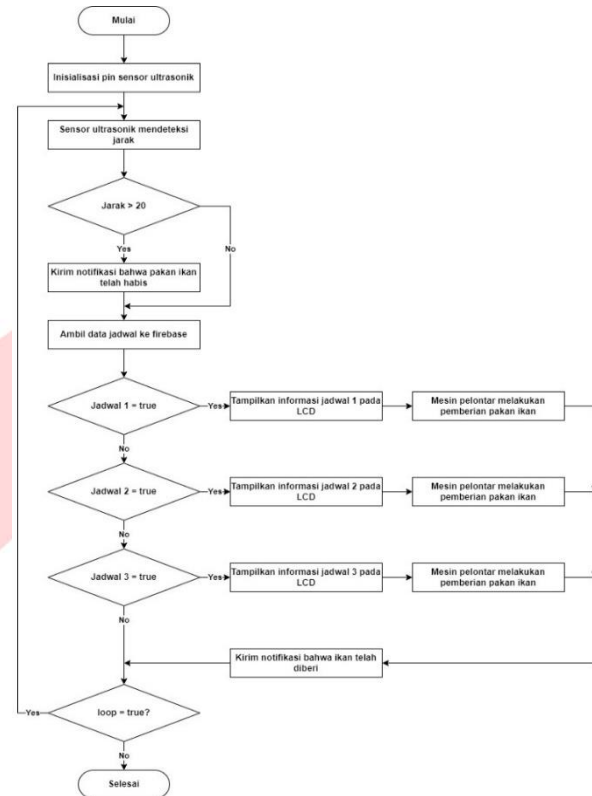 Mulai
Inisialisasi pin sensor ultrasonik
Sensor ultrasonik mendeteksi
jarak
Jarak > 20
No
Yes
Kirim notifikasi bahwa pakan ikan
telah habis
Ambil data jadwal ke firebase
Jadwal 1 = true
Yes
Tampilkan informasi jadwal 1 pada
LCD
Mesin pelontar melakukan
pemberian pakan ikan
No
Jadwal 2 = true
Yes
Tampilkan informasi jadwal 2 pada
LCD
Mesin pelontar melakukan
pemberian pakan ikan
No
Jadwal 3 = true
Yes
Tampilkan informasi jadwal 3 pada
LCD
Mesin pelontar melakukan
pemberian pakan ikan
No
Kirim notifikasi bahwa ikan telah
diberi
Yes
loop = true?
No
Selesai